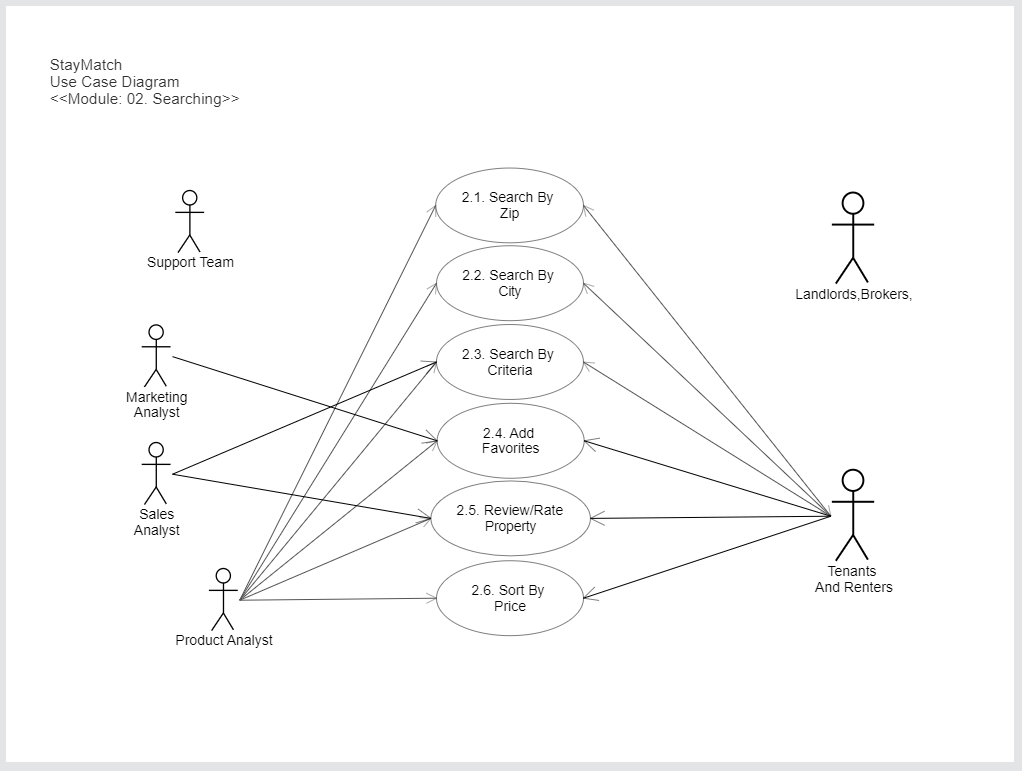 StayMatch
Use Case Diagram
<<Module: 02. Searching>>
2.1. Search By
Zip
Support Team
2.2. Search By
City
Landlords,Brokers,
2.3. Search By
Criteria
Marketing
Analyst
2.4. Add
Favorites
Sales
Analyst
2.5. Review/Rate
Property
Tenants
And Renters
2.6. Sort By
Price
Product Analyst